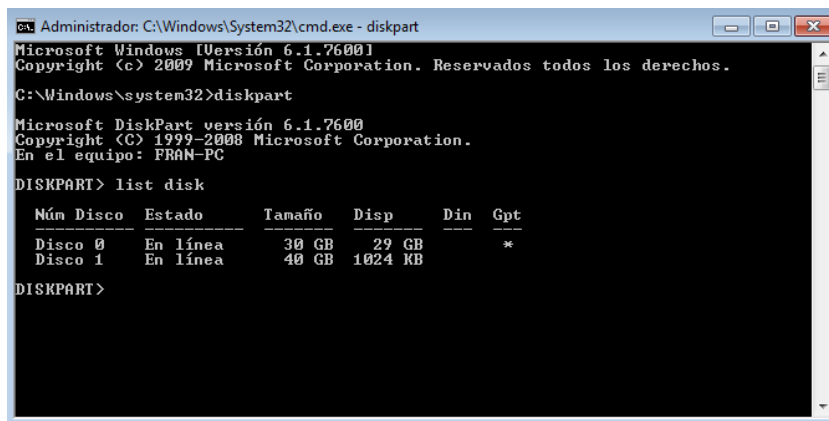 Administrador: C:\Windows\System32\cmd.exe - diskpart
Microsoft Windows [Versión 6.1.7600]
Copyright (c) 2009 Microsoft Corporation. Reservados todos los derechos.
C:\Windows\system32>diskpart
Microsoft DiskPart versión 6.1.7600
Copyright (C) 1999-2008 Microsoft Corporation.
En el equipo: FRAN-PC
DISKPART> list disk
Núm Disco  Estado      Tamaño   Disp     Din  Gpt
----------  ----------  -------  -------  ---  ---
Disco 0    En línea      30 GB    29 GB        *
Disco 1    En línea      40 GB  1024 KB
DISKPART>